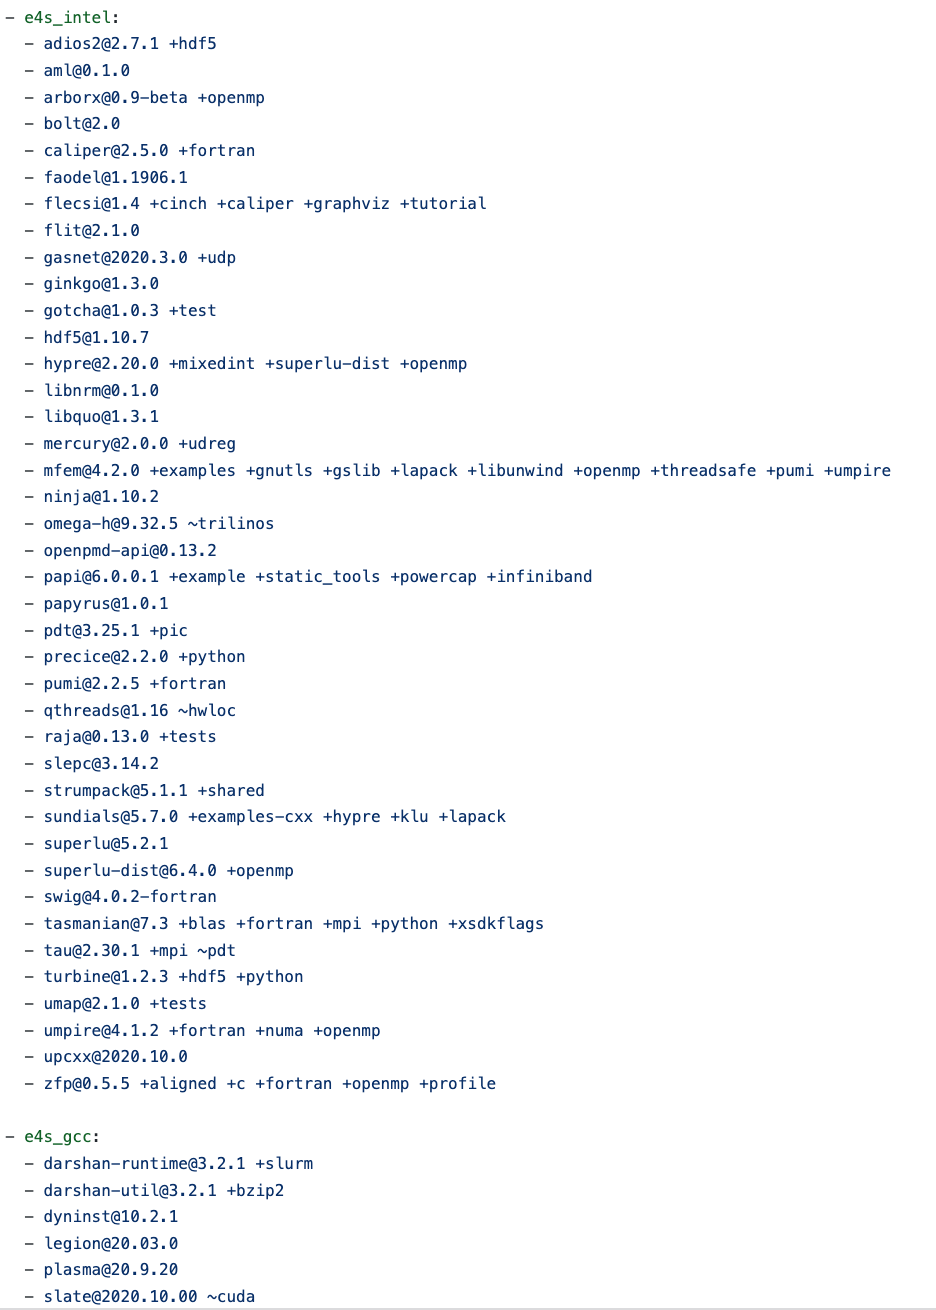 - e4s_intel:
- adios2@2.7.1 +hdf5
- aml@0.1.0
- arborx@0.9-beta +openmp
- bolt@2.0
- caliper@2.5.0 +fortran
- faodel@1.1906.1
- flecsi@1.4 +cinch +caliper +graphviz +tutorial
- flit@2.1.0
- gasnet@2020.3.0 +udp
- ginkgo@1.3.0
- gotcha@1.0.3 +test
- hdf5@1.10.7
- hypre@2.20.0 +mixedint +superlu-dist +openmp
- libnrm@0.1.0
- libquo@1.3.1
- mercury@2.0.0 +udreg
- mfem@4.2.0 +examples +gnutls +gslib +lapack +libunwind +openmp +threadsafe +pumi +umpire
- ninja@1.10.2
- omega-h@9.32.5 ~trilinos
- openpmd-api@0.13.2
- papi@6.0.0.1 +example +static_tools +powercap +infiniband
- papyrus@1.0.1
- pdt@3.25.1 +pic
- precice@2.2.0 +python
- pumi@2.2.5 +fortran
- qthreads@1.16 ~hwloc
- raja@0.13.0 +tests
- slepc@3.14.2
- strumpack@5.1.1 +shared
- sundials@5.7.0 +examples-cxx +hypre +klu +lapack
- superlu@5.2.1
- superlu-dist@6.4.0 +openmp
- swig@4.0.2-fortran
- tasmanian@7.3 +blas +fortran +mpi +python +xsdkflags
- tau@2.30.1 +mpi ~pdt
- turbine@1.2.3 +hdf5 +python
- umap@2.1.0 +tests
- umpire@4.1.2 +fortran +numa +openmp
- upcxx@2020.10.0
- zfp@0.5.5 +aligned +c +fortran +openmp +profile
- e4s_gcc:
- darshan-runtime@3.2.1 +slurm
- darshan-util@3.2.1 +bzip2
- dyninst@10.2.1
- legion@20.03.0
- plasma@20.9.20
- slate@2020.10.00 ~cuda